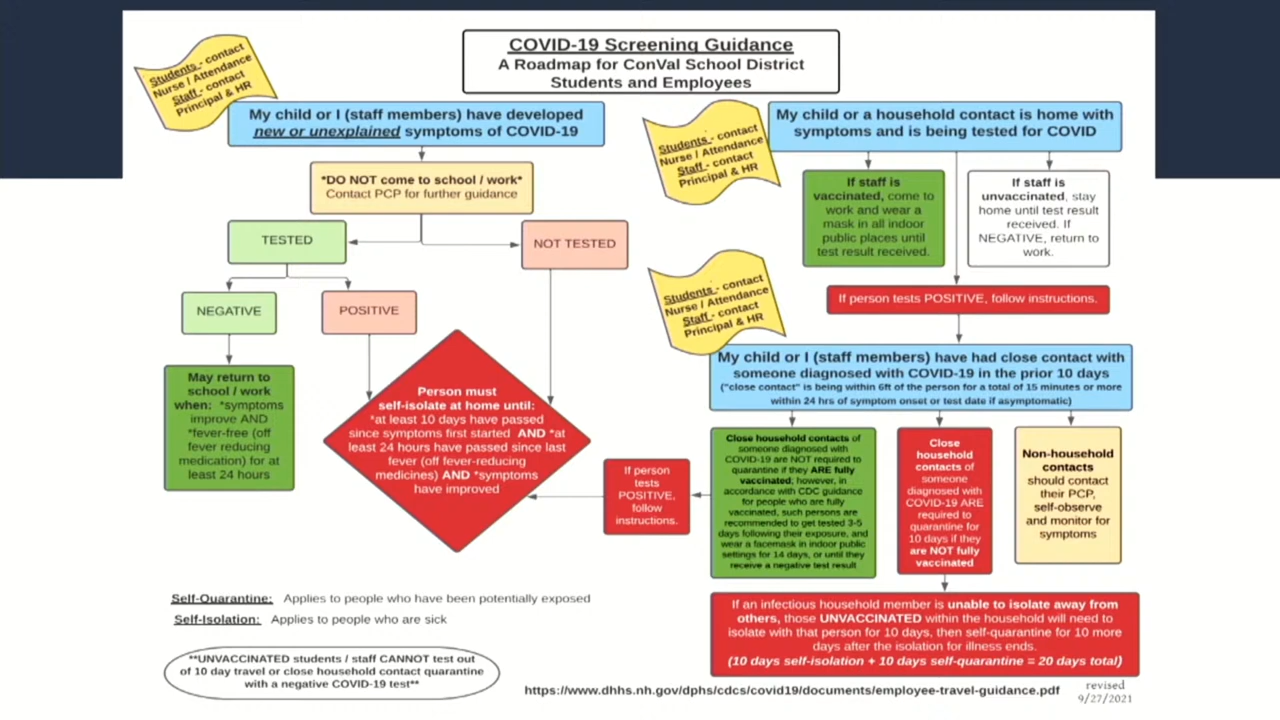 COVID-19 Screening Guidance
A Roadmap for ConVal School District
Students and Employees
Students - contact
Nurse / Attendance
Staff - contact
Principal & HR
My child or I (staff members) have developed
new or unexplained symptoms of COVID-19
*DO NOT come to school / work*
Contact PCP for further guidance
TESTED
NOT TESTED
NEGATIVE
POSITIVE
May return to
school / work
when: *symptoms
improve AND
*fever-free (off
fever reducing
medication) for at
least 24 hours
Person must
self-isolate at home until:
*at least 10 days have passed
since symptoms first started AND *at
least 24 hours have passed since last
fever (off fever-reducing
medicines) AND *symptoms
have improved
Students - contact
Nurse / Attendance
Staff - contact
Principal & HR
My child or a household contact is home with
symptoms and is being tested for COVID
If staff is
vaccinated, come to
work and wear a
mask in all indoor
public places until
test result received.
If staff is
unvaccinated, stay
home until test result
received. If
NEGATIVE, return to
work.
If person tests POSITIVE, follow instructions.
Students - contact
Nurse / Attendance
Staff - contact
Principal & HR
My child or I (staff members) have had close contact with
someone diagnosed with COVID-19 in the prior 10 days
("close contact" is being within 6ft of the person for a total of 15 minutes or more
within 24 hrs of symptom onset or test date if asymptomatic)
If person
tests
POSITIVE,
follow
instructions.
Close household contacts of
someone diagnosed with
COVID-19 are NOT required to
quarantine if they ARE fully
vaccinated; however, in
accordance with CDC guidance
for people who are fully
vaccinated, such persons are
recommended to get tested 3-5
days following their exposure, and
wear a facemask in indoor public
settings for 14 days, or until they
receive a negative test result
Close
household
contacts of
someone
diagnosed with
COVID-19 ARE
required to
quarantine for
10 days if they
are NOT fully
vaccinated
Non-household
contacts
should contact
their PCP,
self-observe
and monitor for
symptoms
If an infectious household member is unable to isolate away from
others, those UNVACCINATED within the household will need to
isolate with that person for 10 days, then self-quarantine for 10 more
days after the isolation for illness ends.
(10 days self-isolation + 10 days self-quarantine = 20 days total)
Self-Quarantine: Applies to people who have been potentially exposed
Self-Isolation: Applies to people who are sick
**UNVACCINATED students / staff CANNOT test out
of 10 day travel or close household contact quarantine
with a negative COVID-19 test**
https://www.dhhs.nh.gov/dphs/cdcs/covid19/documents/employee-travel-guidance.pdf
revised
9/27/2021